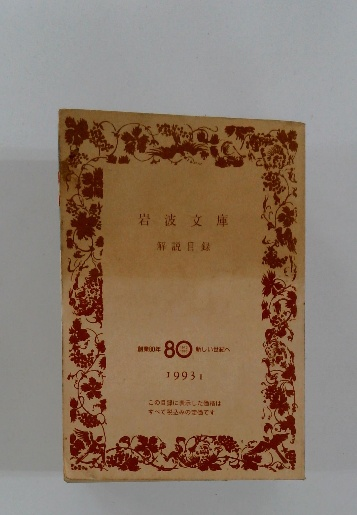 岩波文庫
解説目録
創業80年 80 新しい世紀へ
1993 1
この目録に表示した価格は
すべて税込みの定価です